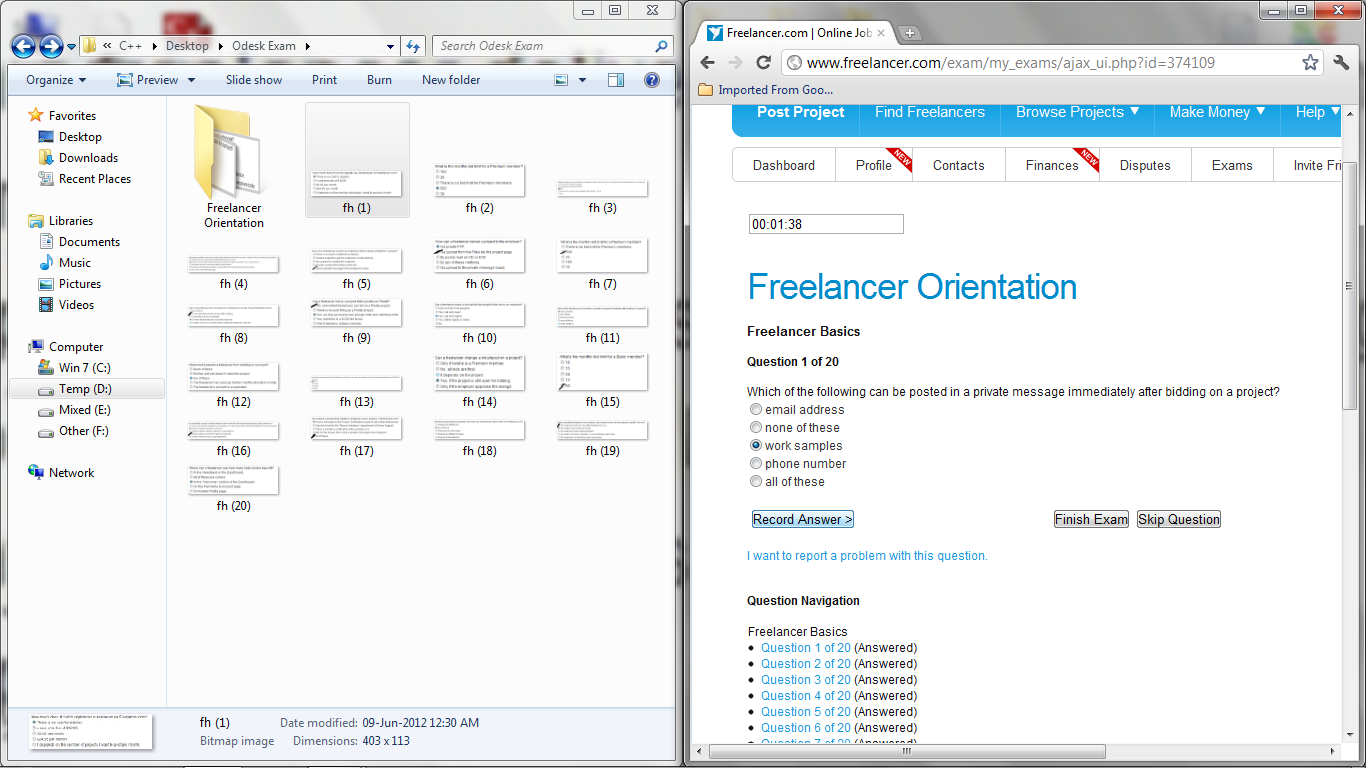 « C++ Desktop Odesk Exam
Search Odesk Exam
Organize Preview Slide show Print Burn New folder
Favorites
Desktop
Downloads
Recent Places
Libraries
Documents
Music
Pictures
Videos
Computer
Win 7 (C:)
Temp (D:)
Mixed (E:)
Other (F:)
Network
Freelancer
Orientation
fh (1)
fh (2)
fh (3)
fh (4)
fh (5)
fh (6)
fh (7)
fh (8)
fh (9)
fh (10)
fh (11)
fh (12)
fh (13)
fh (14)
fh (15)
fh (16)
fh (17)
fh (18)
fh (19)
fh (20)
fh (1) Date modified: 09-Jun-2012 12:30 AM
Bitmap image Dimensions: 403 x 113
Freelancer.com | Online Job
www.freelancer.com/exam/my_exams/ajax_ui.php?id=374109
Imported From Goo...
Post Project Find Freelancers Browse Projects Make Money Help
Dashboard Profile NEW Contacts Finances NEW Disputes Exams Invite Fri
00:01:38
Freelancer Orientation
Freelancer Basics
Question 1 of 20
Which of the following can be posted in a private message immediately after bidding on a project?
email address
none of these
work samples
phone number
all of these
Record Answer > Finish Exam Skip Question
I want to report a problem with this question.
Question Navigation
Freelancer Basics
Question 1 of 20 (Answered)
Question 2 of 20 (Answered)
Question 3 of 20 (Answered)
Question 4 of 20 (Answered)
Question 5 of 20 (Answered)
Question 6 of 20 (Answered)
Question 7 of 20 (Answered)